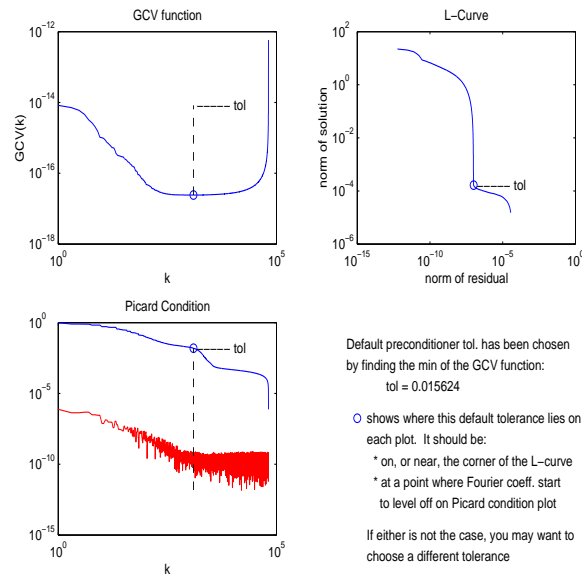 GCV function
10^-12
10^-14
10^-16
10^-18
GCV(k)
tol
10^0
10^5
k
L-Curve
10^2
10^0
10^-2
10^-4
10^-6
norm of solution
tol
10^-15
10^-10
10^-5
10^0
norm of residual
Picard Condition
10^0
10^-5
10^-10
10^-15
tol
10^0
10^5
k
Default preconditioner tol. has been chosen
by finding the min of the GCV function:
tol = 0.015624
shows where this default tolerance lies on
each plot. It should be:
* on, or near, the corner of the L-curve
* at a point where Fourier coeff. start
to level off on Picard condition plot
If either is not the case, you may want to
choose a different tolerance